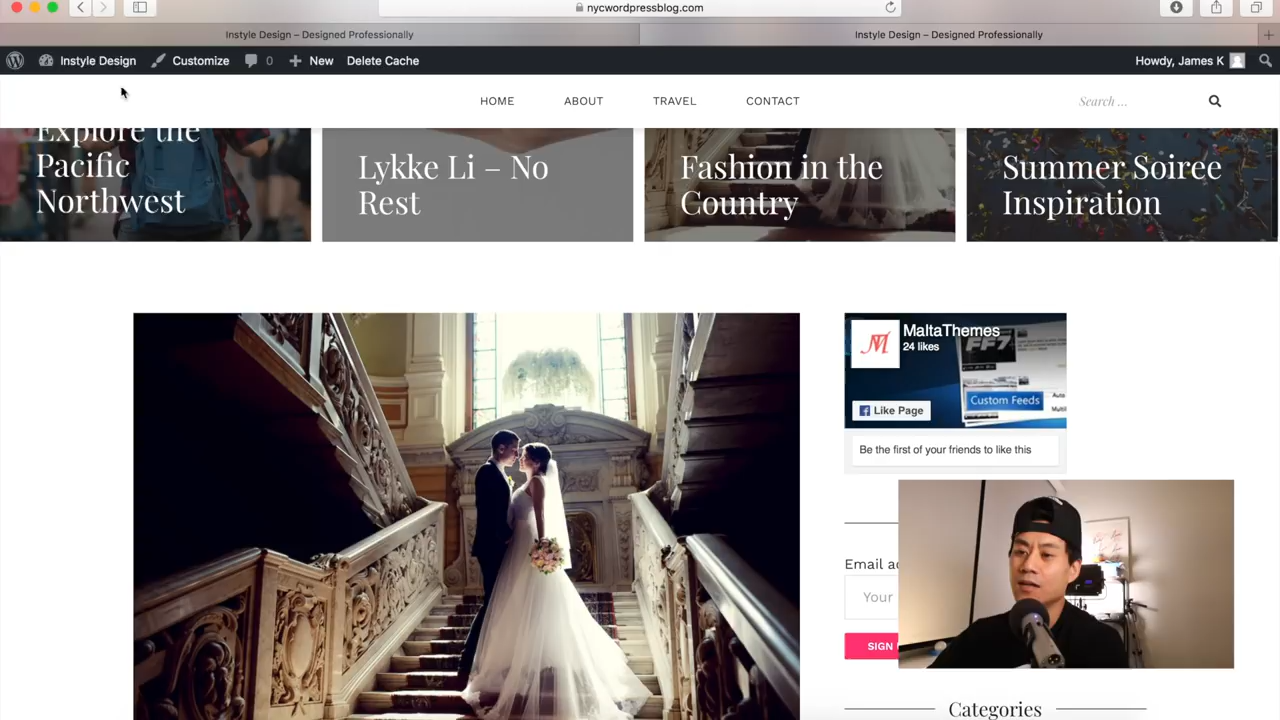 nycwordpressblog.com
Instyle Design – Designed Professionally
Instyle Design – Designed Professionally
Instyle Design
Customize
0
New
Delete Cache
Howdy, James K
HOME
ABOUT
TRAVEL
CONTACT
Search ...
Explore the
Pacific
Northwest
Lykke Li – No
Rest
Fashion in the
Country
Summer Soiree
Inspiration
MaltaThemes
24 likes
FF7
Custom Feeds
Like Page
Be the first of your friends to like this
Email ad
Your
SIGN
Categories